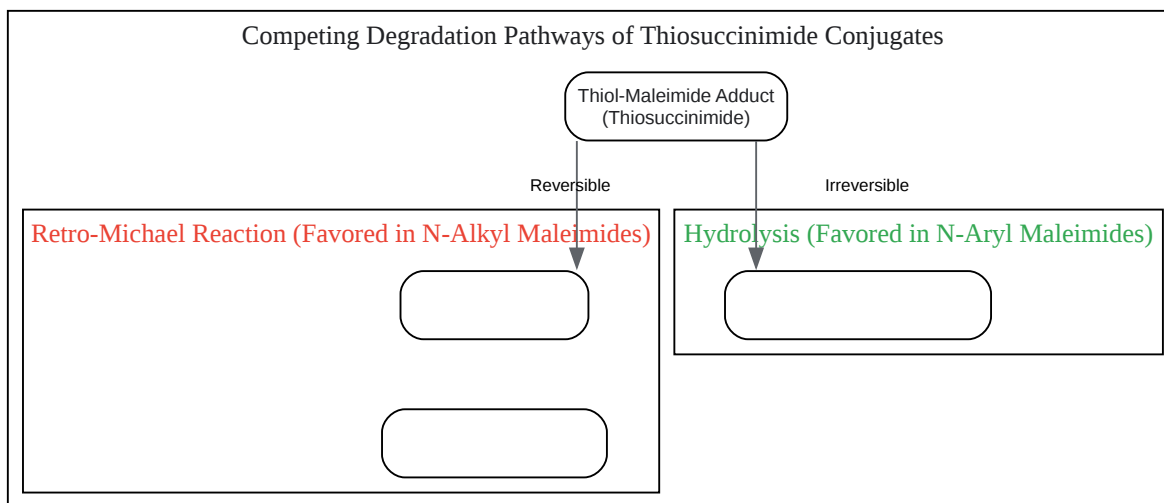 Competing Degradation Pathways of Thiosuccinimide Conjugates
Thiol-Maleimide Adduct
(Thiosuccinimide)
Reversible
Irreversible
Retro-Michael Reaction (Favored in N-Alkyl Maleimides)
Hydrolysis (Favored in N-Aryl Maleimides)